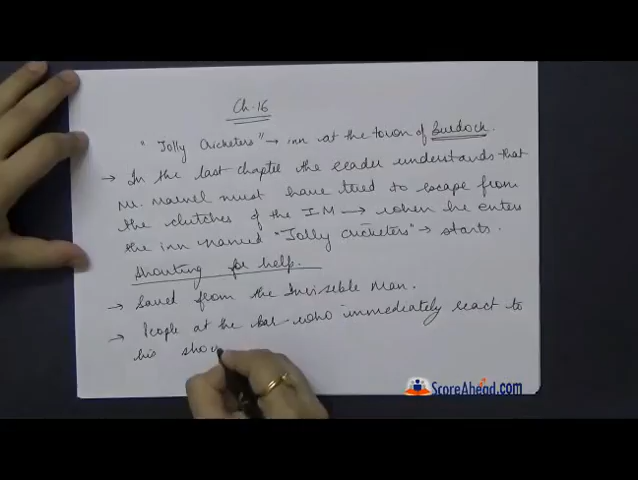 Ch. 16
"Jolly Cricketers" → inn at the town of Burdock.
→ In the last chapter the reader understands that
Mr. Marvel must have tried to escape from
the clutches of the I M → when he enters
the inn named "Jolly cricketers" → starts.
shouting for help.
→ Saved from the Invisible Man.
→ People at the bar who immediately react to
his shou
ScoreAhead.com